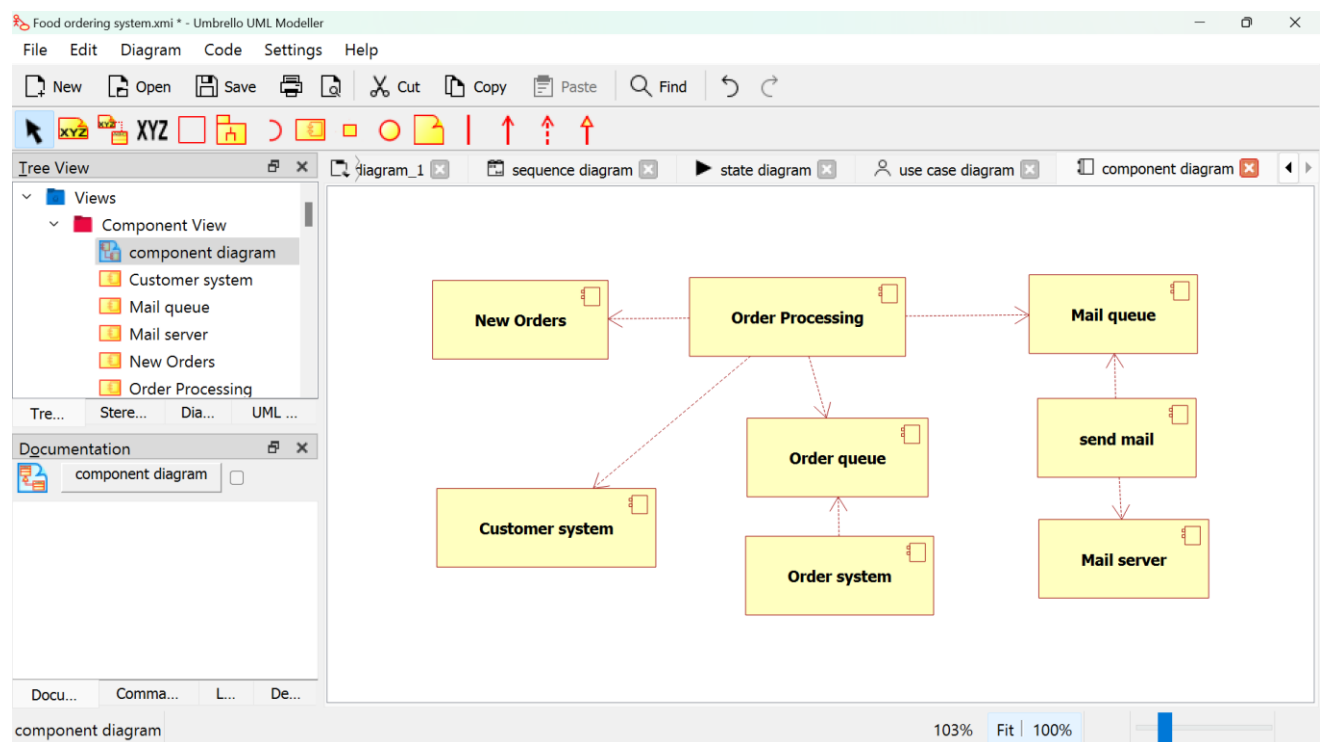 Food ordering system.xmi * - Umbrello UML Modeller
File Edit Diagram Code Settings Help
New Open Save Cut Copy Paste Find
XYZ XYZ XYZ
Tree View
diagram_1 sequence diagram state diagram use case diagram component diagram
Views
Component View
component diagram
Customer system
Mail queue
Mail server
New Orders
Order Processing
Tre... Stere... Dia... UML ...
Documentation
component diagram
New Orders
Order Processing
Mail queue
send mail
Order queue
Customer system
Order system
Mail server
Docu... Comma... L... De...
component diagram
103% Fit 100%